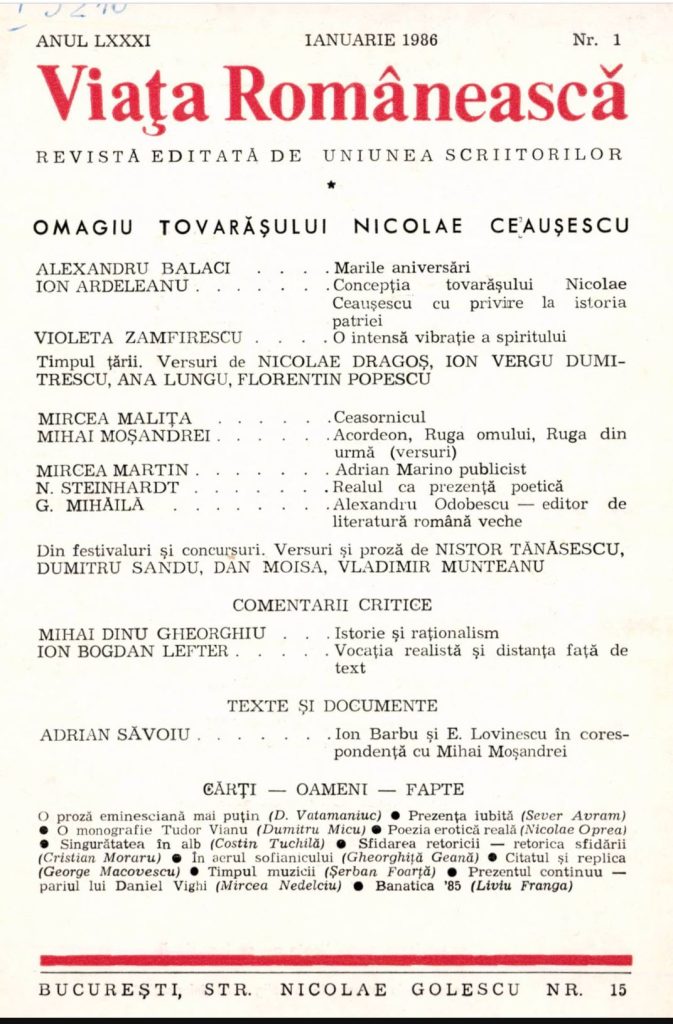 ANUL LXXXI IANUARIE 1986 Nr. 1
Viaţa Românească
REVISTĂ EDITATĂ DE UNIUNEA SCRIITORILOR
*
OMAGIU TOVARĂŞULUI NICOLAE CEAUŞESCU
ALEXANDRU BALACI . . . . Marile aniversări
ION ARDELEANU . . . . . . . Concepţia tovarăşului Nicolae
Ceauşescu cu privire la istoria
patriei
VIOLETA ZAMFIRESCU . . . . O intensă vibraţie a spiritului
Timpul ţării. Versuri de NICOLAE DRAGOŞ, ION VERGU DUMI-
TRESCU, ANA LUNGU, FLORENTIN POPESCU
MIRCEA MALIŢA . . . . . . Ceasornicul
MIHAI MOŞANDREI . . . . . . Acordeon, Ruga omului, Ruga din
urmă (versuri)
MIRCEA MARTIN . . . . . . . Adrian Marino publicist
N. STEINHARDT . . . . . . . Realul ca prezenţă poetică
G. MIHĂILĂ . . . . . . . . Alexandru Odobescu — editor de
literatură română veche
Din festivaluri şi concursuri. Versuri şi proză de NISTOR TĂNĂSESCU,
DUMITRU SANDU, DAN MOISA, VLADIMIR MUNTEANU
COMENTARII CRITICE
MIHAI DINU GHEORGHIU . . . Istorie şi raţionalism
ION BOGDAN LEFTER . . . . . Vocaţia realistă şi distanţa faţă de
text
TEXTE ŞI DOCUMENTE
ADRIAN SĂVOIU . . . . . . . Ion Barbu şi E. Lovinescu în cores-
pondenţă cu Mihai Moşandrei
CĂRŢI — OAMENI — FAPTE
O proză eminesciană mai puţin (D. Vatamaniuc) ● Prezenţa iubită (Sever Avram)
● O monografie Tudor Vianu (Dumitru Micu) ● Poezia erotică reală (Nicolae Oprea)
● Singurătatea în alb (Costin Tuchilă) ● Sfidarea retoricii — retorica sfidării
(Cristian Moraru) ● În aerul sofianicului (Gheorghiţă Geană) ● Citatul şi replica
(George Macovescu) ● Timpul muzicii (Şerban Foarţă) ● Prezentul continuu —
pariul lui Daniel Vighi (Mircea Nedelciu) ● Banatica '85 (Liviu Franga)
BUCUREŞTI, STR. NICOLAE GOLESCU NR. 15